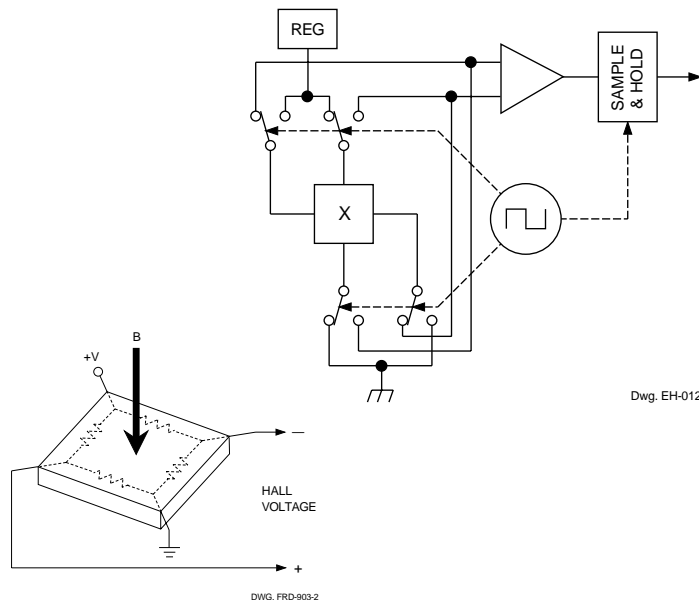 REG
SAMPLE
& HOLD
X
Dwg. EH-012
B
+V
—
HALL
VOLTAGE
+
DWG. FRD-903-2